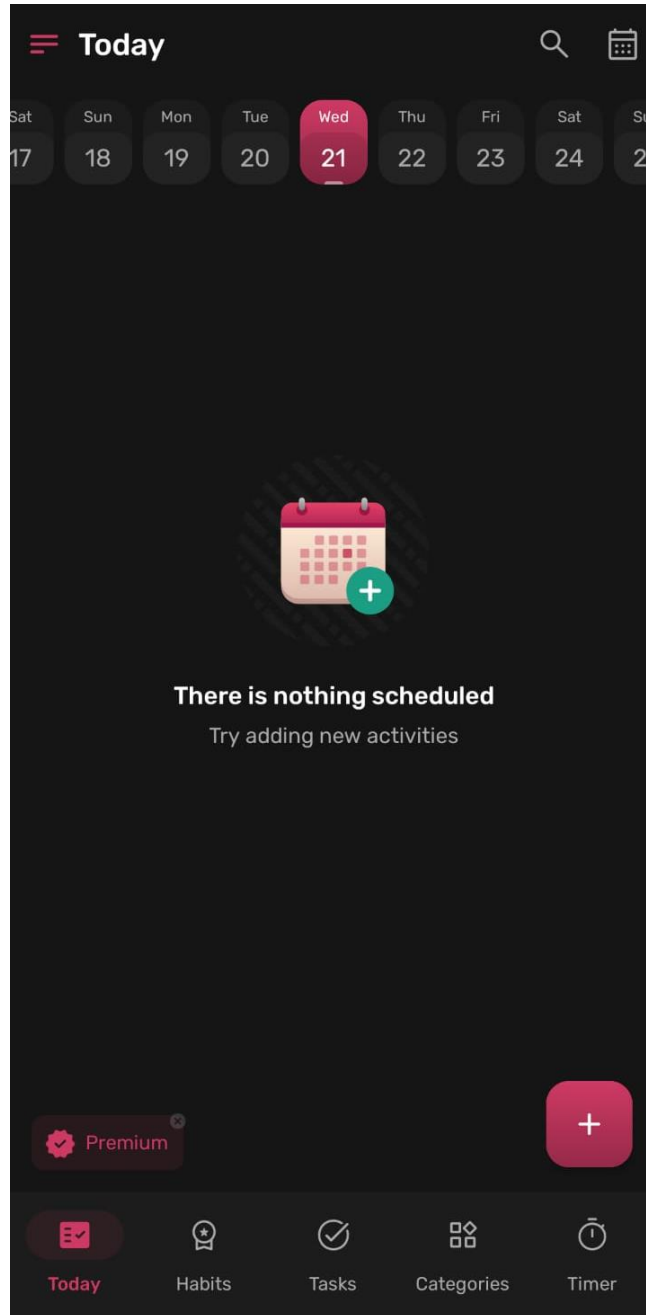 Today
Sat Sun Mon Tue Wed Thu Fri Sat
17 18 19 20 21 22 23 24
There is nothing scheduled
Try adding new activities
Premium
Today Habits Tasks Categories Timer